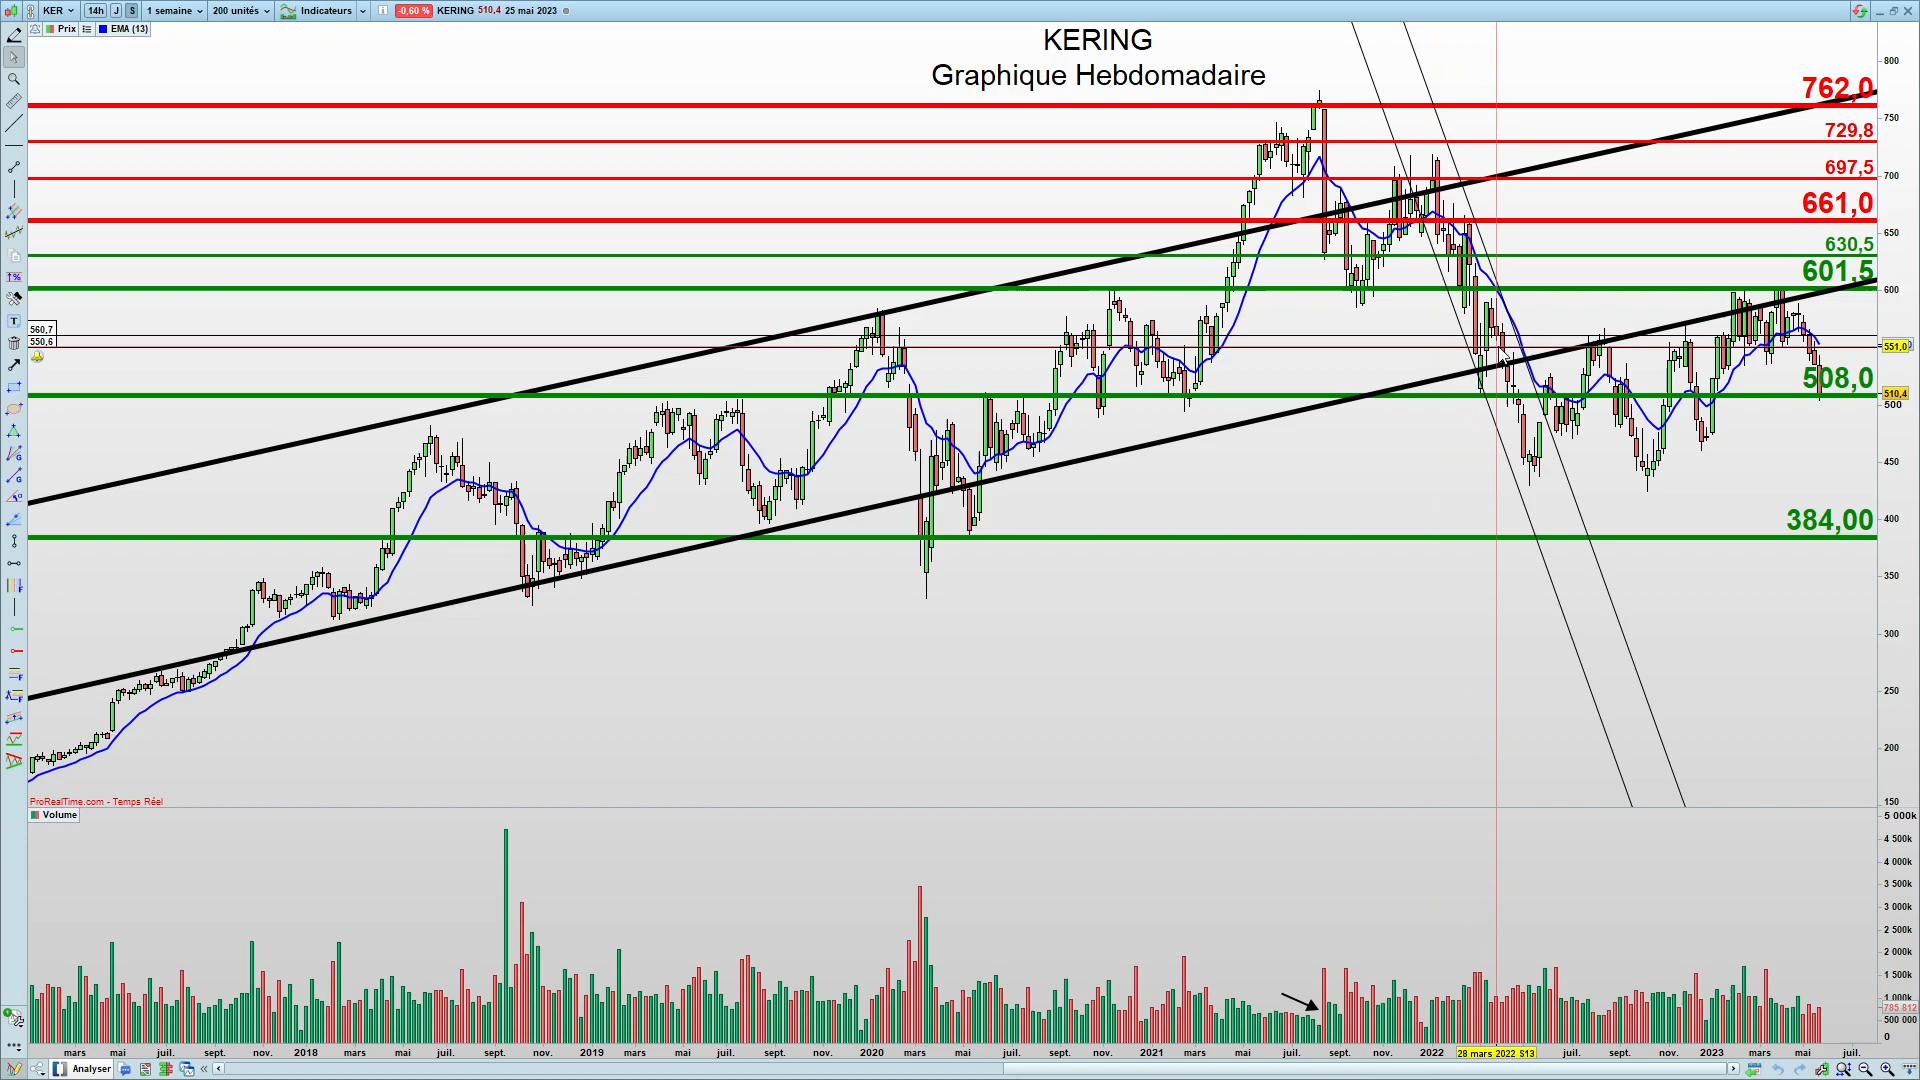 KER 14h J S 1 semaine 200 unités Indicateurs -0,60 % KERING 510,4 25 mai 2023
Prix EMA (13)
KERING
Graphique Hebdomadaire
800
762,0
750
729,8
697,5
700
661,0
650
630,5
601,5
600
560,7
550,6
551,0
508,0
510,4
500
450
400
384,00
350
300
250
200
150
ProRealTime.com - Temps Réel
Volume
5 000k
4 500k
4 000k
3 500k
3 000k
2 500k
2 000k
1 500k
1 000k
785 812
500 000
0
mars mai juil. sept. nov. 2018 mars mai juil. sept. nov. 2019 mars mai juil. sept. nov. 2020 mars mai juil. sept. nov. 2021 mars mai juil. sept. nov. 2022 28 mars 2022 S13 juil. sept. nov. 2023 mars mai juil.
Analyser